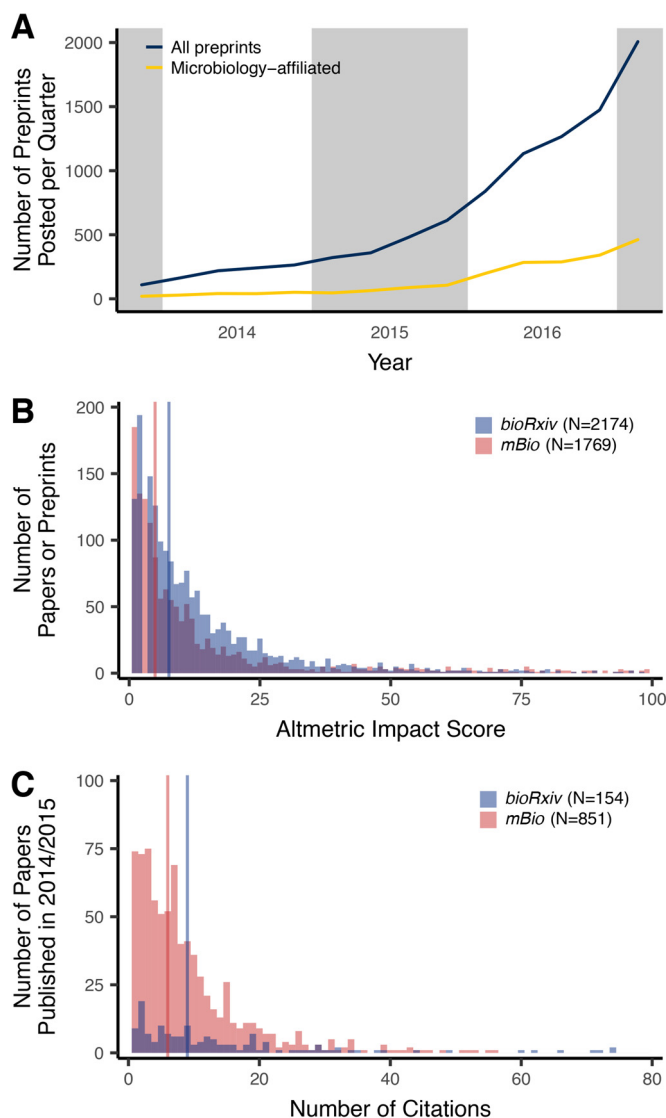 A
Number of Preprints
Posted per Quarter
2000
1500
1000
500
0
All preprints
Microbiology−affiliated
2014
2015
2016
Year
B
Number of
Papers or Preprints
200
150
100
50
0
bioRxiv (N=2174)
mBio (N=1769)
0
25
50
75
100
Altmetric Impact Score
C
Number of Papers
Published in 2014/2015
100
75
50
25
0
bioRxiv (N=154)
mBio (N=851)
0
20
40
60
80
Number of Citations